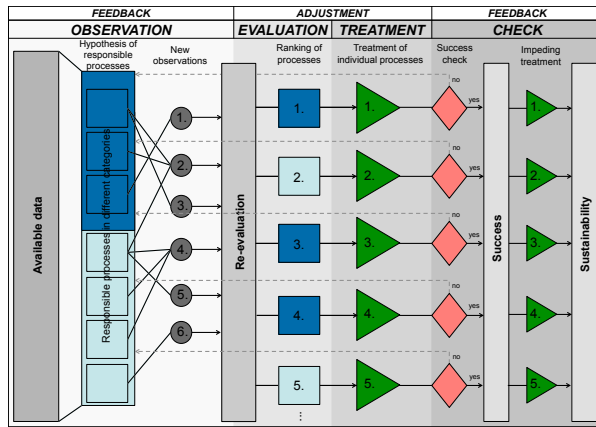 FEEDBACK
ADJUSTMENT
FEEDBACK
OBSERVATION
EVALUATION
TREATMENT
CHECK
Hypothesis of
responsible
processes
New
observations
Ranking of
processes
Treatment of
individual processes
Success
check
Impeding
treatment
Available data
Responsible processes in different categories
1.
2.
3.
4.
5.
6.
Re-evaluation
1.
2.
3.
4.
5.
⋮
1.
2.
3.
4.
5.
no
yes
no
yes
no
yes
no
yes
no
yes
Success
1.
2.
3.
4.
5.
Sustainability